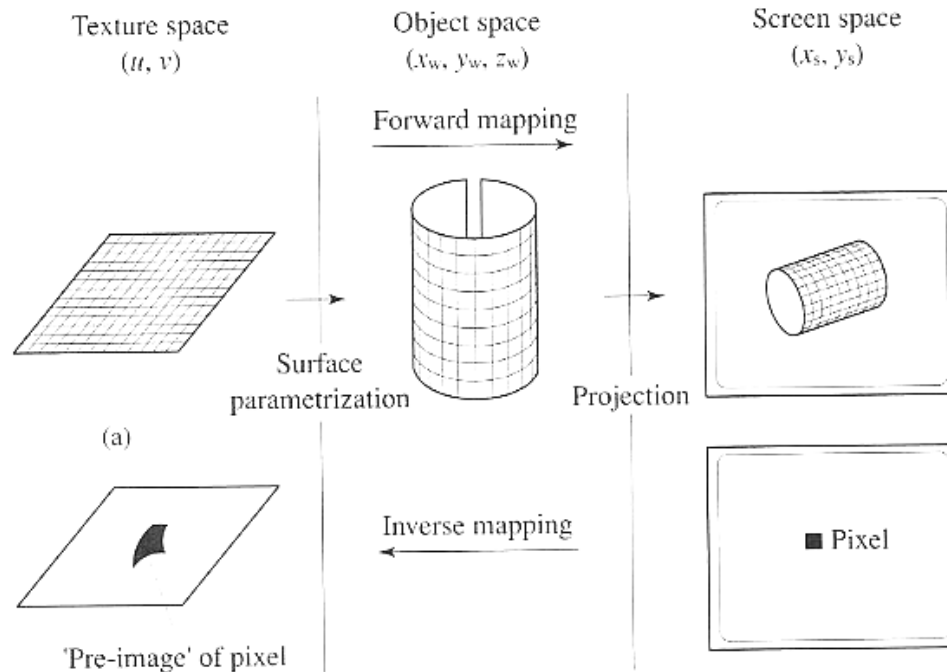 Texture space
(u, v)
Object space
(xw, yw, zw)
Screen space
(xs, ys)
Forward mapping
Surface
parametrization
Projection
(a)
Inverse mapping
Pixel
'Pre-image' of pixel